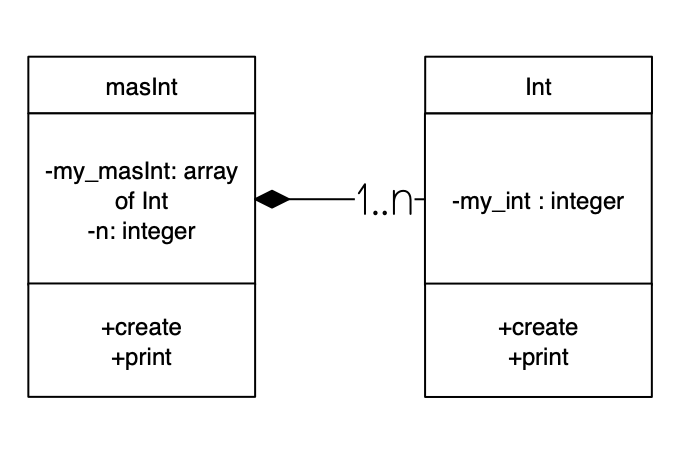 masInt
-my_masInt: array
of Int
-n: integer
+create
+print
1..n
Int
-my_int : integer
+create
+print